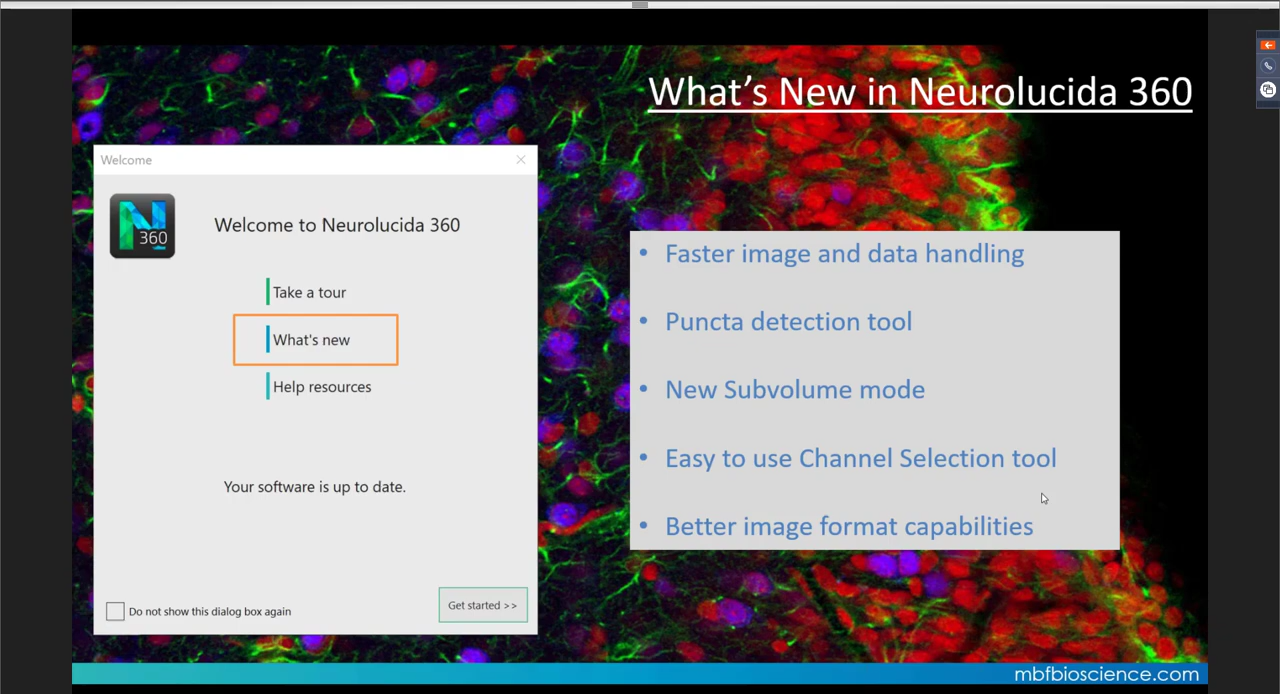 What's New in Neurolucida 360
Welcome
N
360
Welcome to Neurolucida 360
Take a tour
What's new
Help resources
Your software is up to date.
Do not show this dialog box again
Get started >>
• Faster image and data handling
• Puncta detection tool
• New Subvolume mode
• Easy to use Channel Selection tool
• Better image format capabilities
mbfbioscience.com